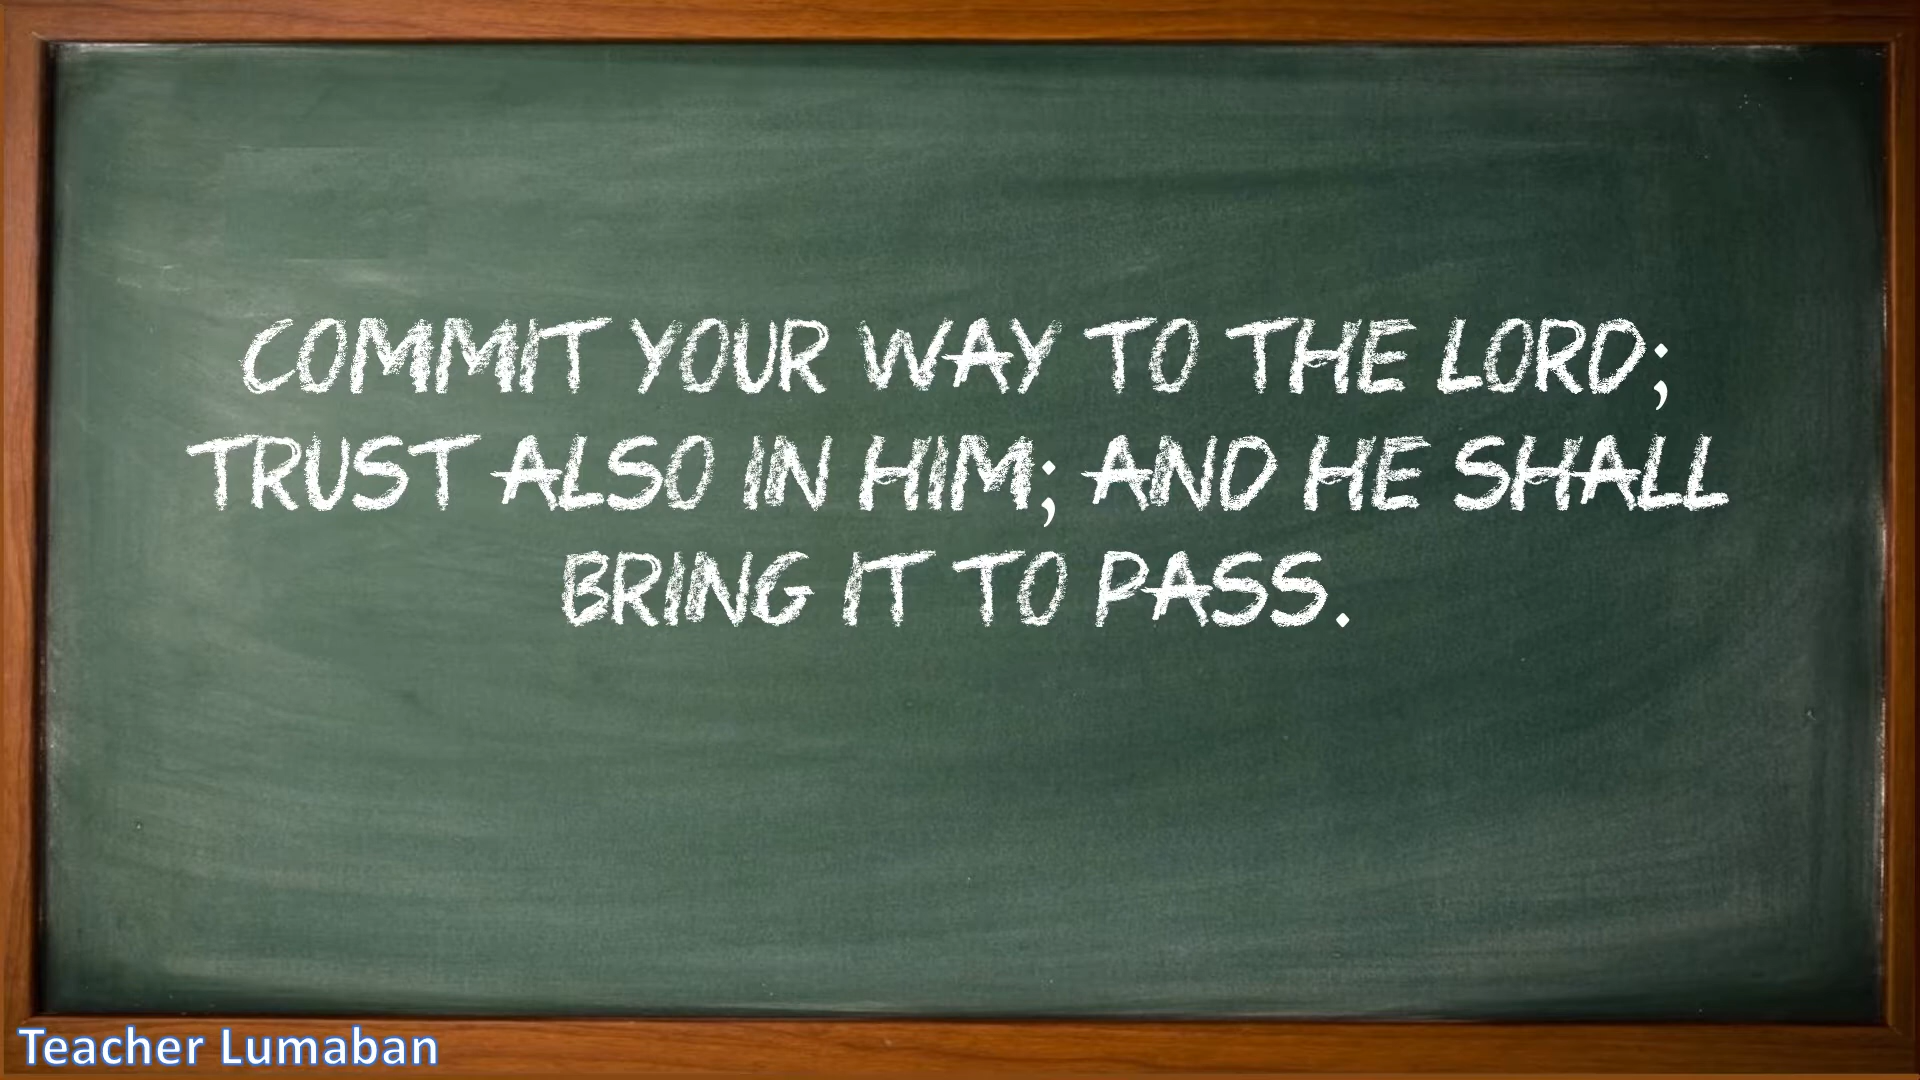 COMMIT YOUR WAY TO THE LORD;
TRUST ALSO IN HIM; AND HE SHALL
BRING IT TO PASS.
Teacher Lumaban